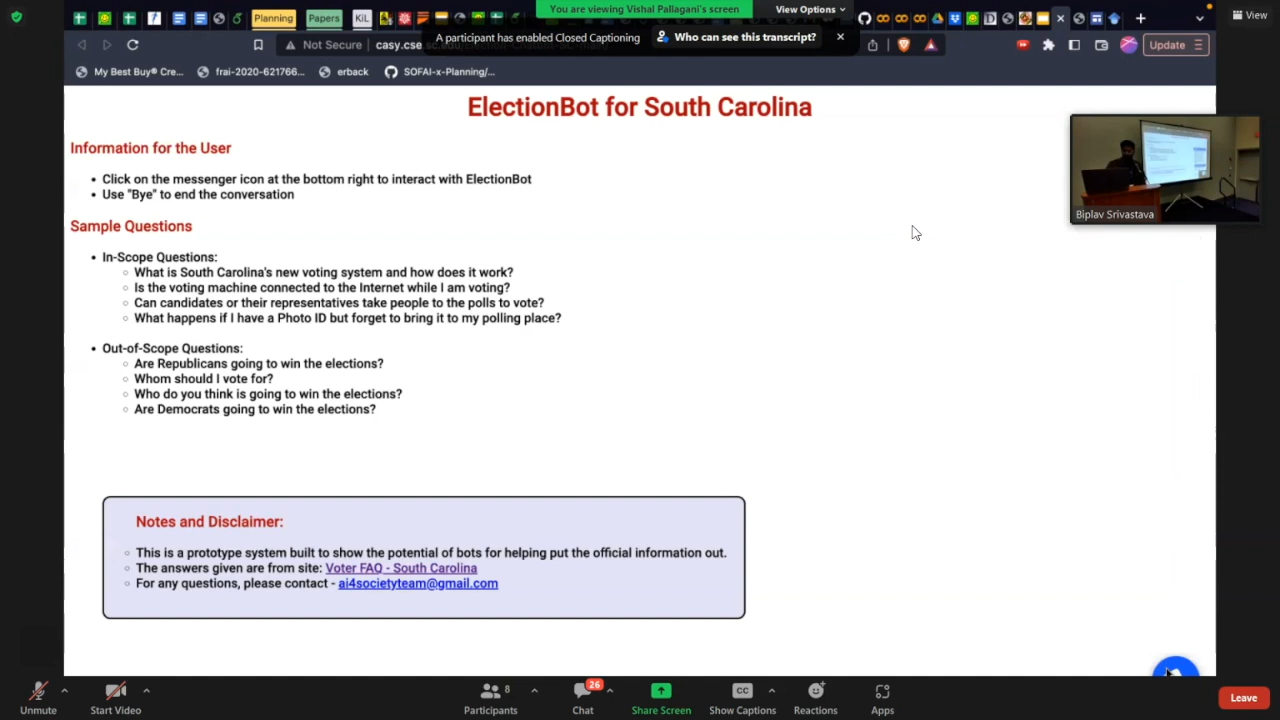 You are viewing Vishal Pallagani's screen
View Options
View
Planning
Papers
KiL
A participant has enabled Closed Captioning
Who can see this transcript?
Not Secure
casy.cse.sc.edu
Update
My Best Buy® Cre...
frai-2020-621766...
erback
SOFAI-x-Planning/...
ElectionBot for South Carolina
Information for the User
• Click on the messenger icon at the bottom right to interact with ElectionBot
• Use "Bye" to end the conversation
Biplav Srivastava
Sample Questions
• In-Scope Questions:
◦ What is South Carolina's new voting system and how does it work?
◦ Is the voting machine connected to the Internet while I am voting?
◦ Can candidates or their representatives take people to the polls to vote?
◦ What happens if I have a Photo ID but forget to bring it to my polling place?
• Out-of-Scope Questions:
◦ Are Republicans going to win the elections?
◦ Whom should I vote for?
◦ Who do you think is going to win the elections?
◦ Are Democrats going to win the elections?
Notes and Disclaimer:
◦ This is a prototype system built to show the potential of bots for helping put the official information out.
◦ The answers given are from site: Voter FAQ - South Carolina
◦ For any questions, please contact - ai4societyteam@gmail.com
8
26
CC
Unmute
Start Video
Participants
Chat
Share Screen
Show Captions
Reactions
Apps
Leave